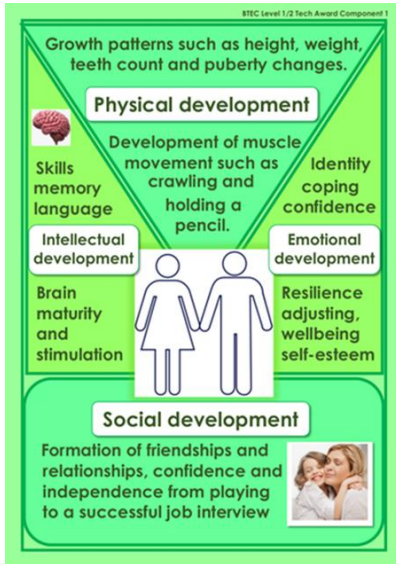 BTEC Level 1/2 Tech Award Component 1
Growth patterns such as height, weight,
teeth count and puberty changes.
Physical development
Development of muscle
movement such as
crawling and
holding a
pencil.
Skills
memory
language
Intellectual
development
Brain
maturity
and
stimulation
Identity
coping
confidence
Emotional
development
Resilience
adjusting,
wellbeing
self-esteem
Social development
Formation of friendships and
relationships, confidence and
independence from playing
to a successful job interview